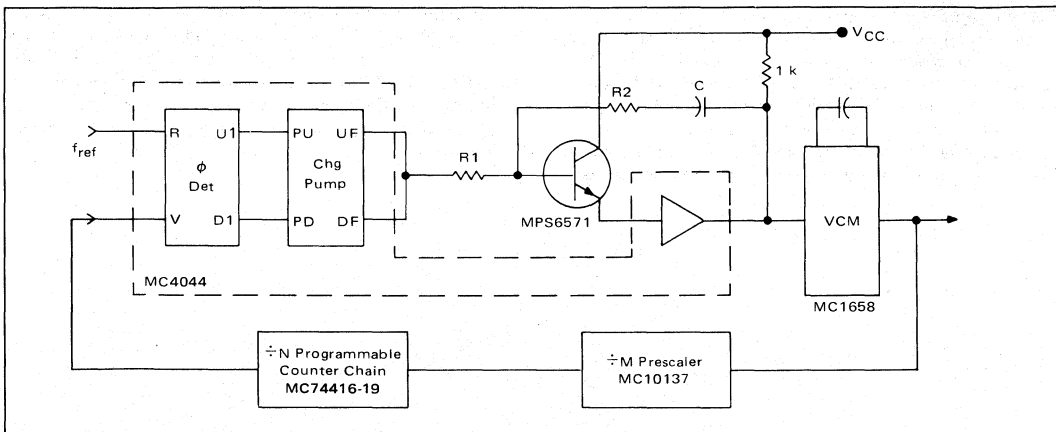 V_CC
1 k
R2
C
R U1
PU UF
f_ref
φ
Det
Chg
Pump
R1
V D1
PD DF
MPS6571
VCM
MC4044
MC1658
÷N Programmable
Counter Chain
MC74416-19
÷M Prescaler
MC10137